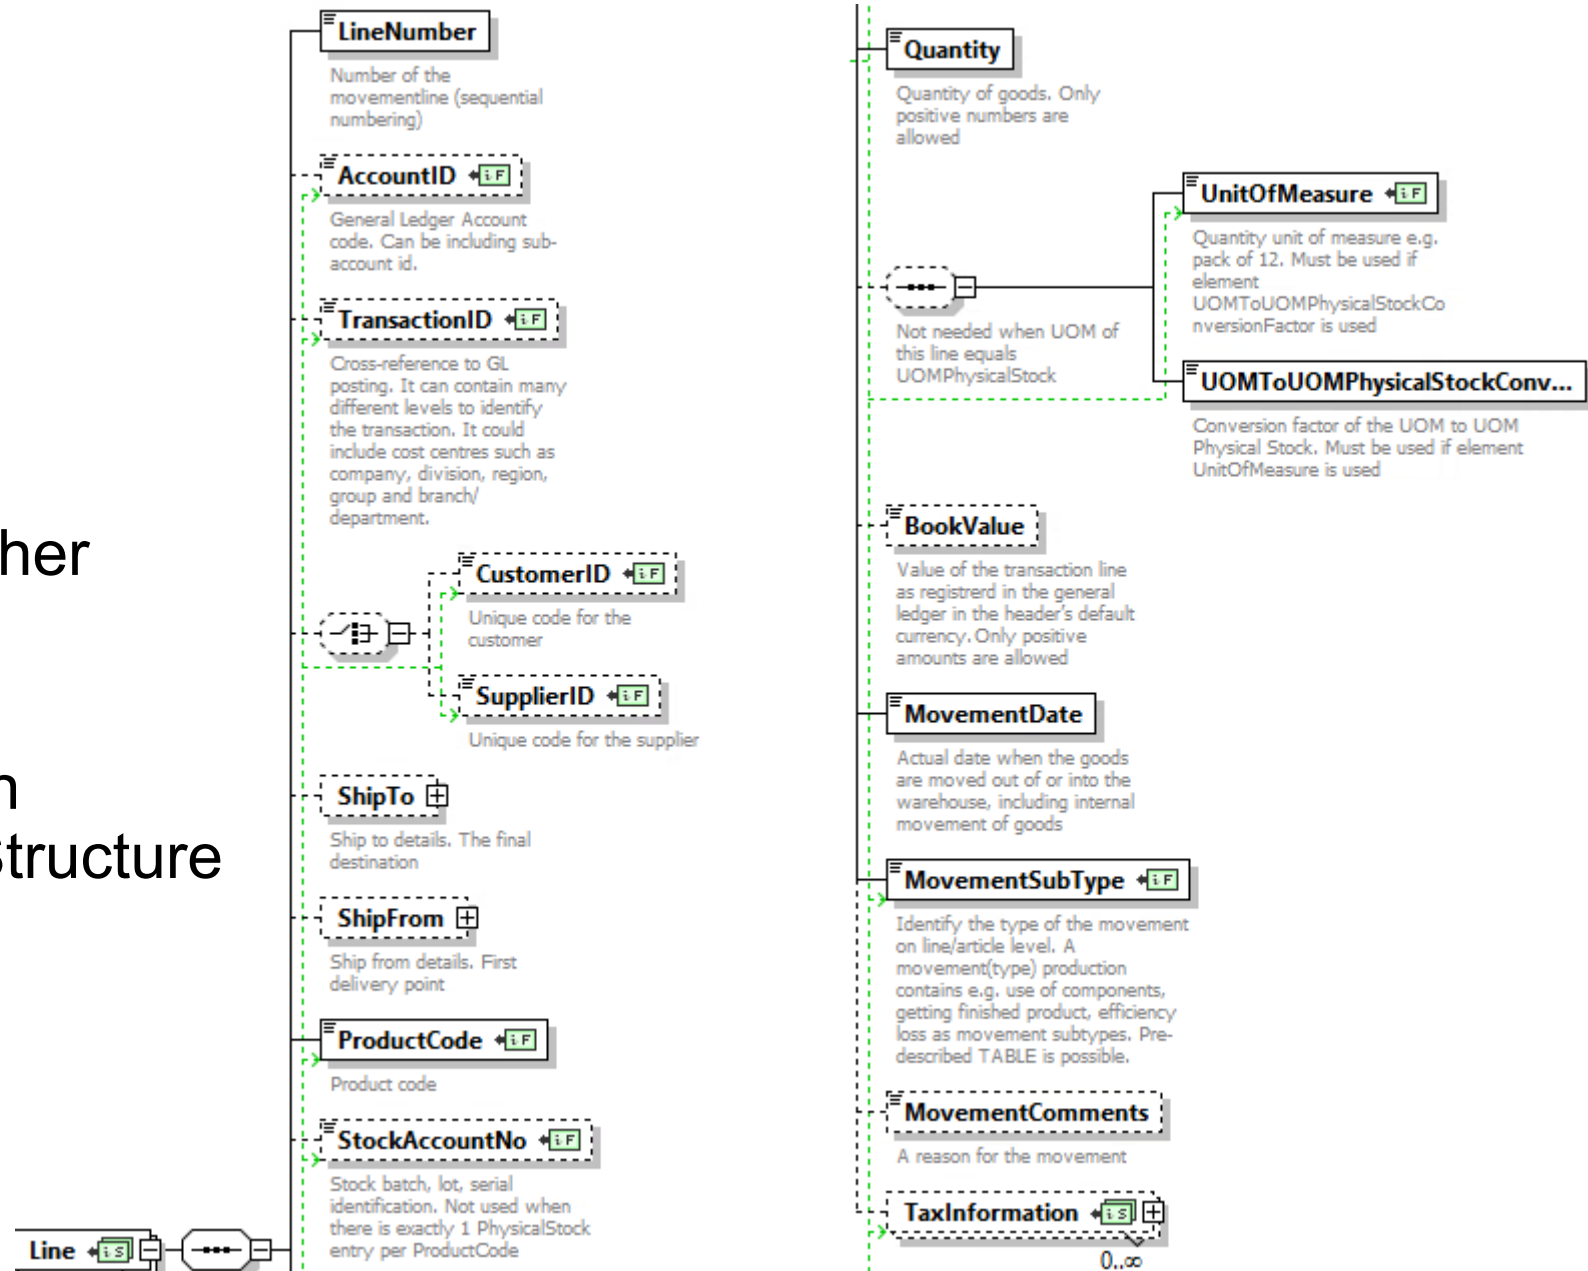 LineNumber
Number of the
movementline (sequential
numbering)
AccountID
General Ledger Account
code. Can be including sub-
account id.
TransactionID
Cross-reference to GL
posting. It can contain many
different levels to identify
the transaction. It could
include cost centres such as
company, division, region,
group and branch/
department.
her
CustomerID
Unique code for the
customer
SupplierID
Unique code for the supplier
n
Structure
ShipTo
Ship to details. The final
destination
ShipFrom
Ship from details. First
delivery point
ProductCode
Product code
StockAccountNo
Stock batch, lot, serial
identification. Not used when
there is exactly 1 PhysicalStock
entry per ProductCode
Line
Quantity
Quantity of goods. Only
positive numbers are
allowed
UnitOfMeasure
Quantity unit of measure e.g.
pack of 12. Must be used if
element
UOMToUOMPhysicalStockCo
nversionFactor is used
Not needed when UOM of
this line equals
UOMPhysicalStock
UOMToUOMPhysicalStockConv...
Conversion factor of the UOM to UOM
Physical Stock. Must be used if element
UnitOfMeasure is used
BookValue
Value of the transaction line
as registrerd in the general
ledger in the header's default
currency. Only positive
amounts are allowed
MovementDate
Actual date when the goods
are moved out of or into the
warehouse, including internal
movement of goods
MovementSubType
Identify the type of the movement
on line/article level. A
movement(type) production
contains e.g. use of components,
getting finished product, efficiency
loss as movement subtypes. Pre-
described TABLE is possible.
MovementComments
A reason for the movement
TaxInformation
0..∞